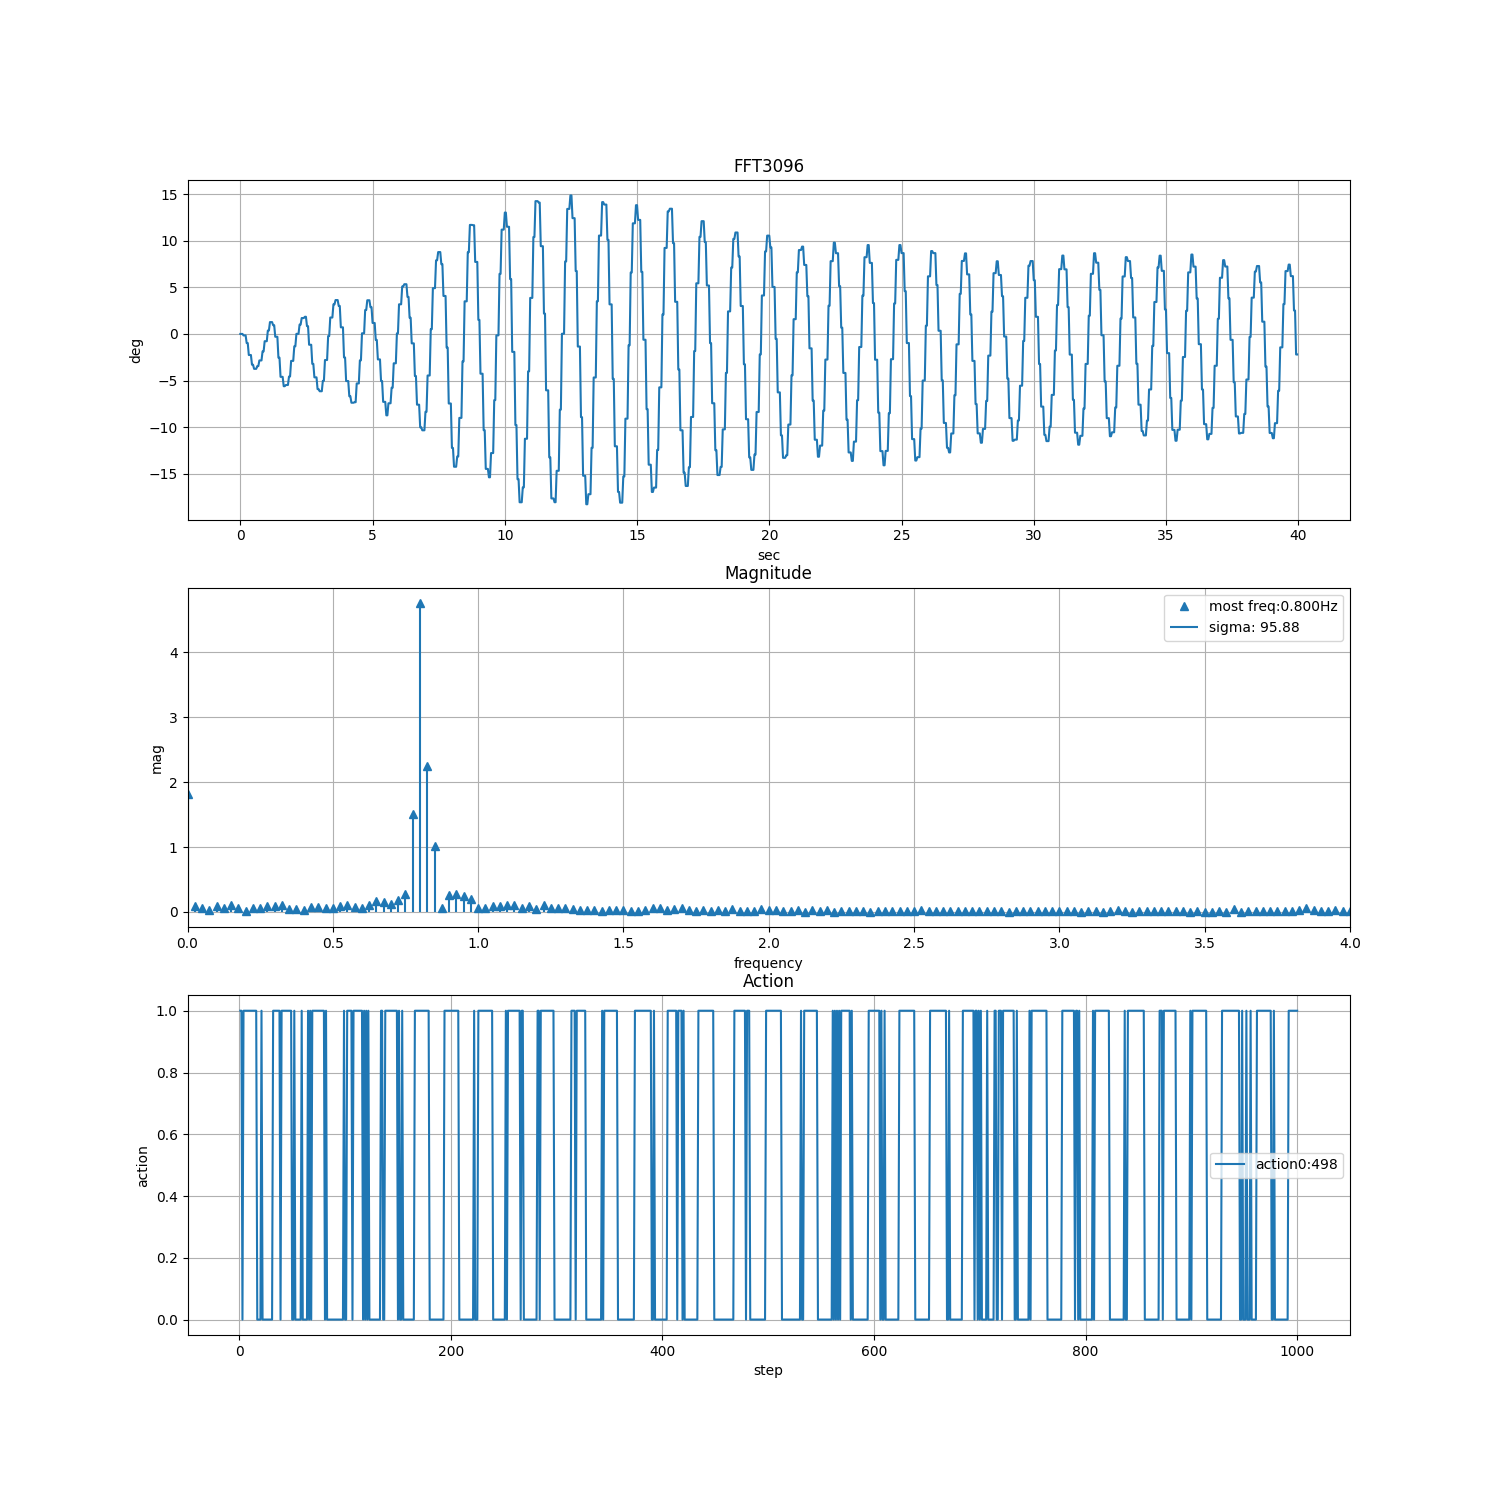 FFT3096
15
10
5
0
−5
−10
−15
deg
0 5 10 15 20 25 30 35 40
sec
Magnitude
most freq:0.800Hz
sigma: 95.88
4
3
2
1
0
mag
0.0 0.5 1.0 1.5 2.0 2.5 3.0 3.5 4.0
frequency
Action
1.0
0.8
0.6
0.4
0.2
0.0
action
action0:498
0 200 400 600 800 1000
step